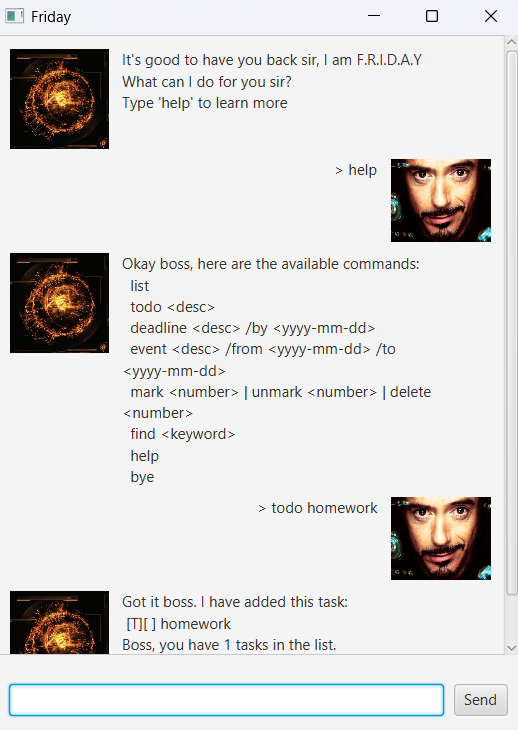 Friday
It's good to have you back sir, I am F.R.I.D.A.Y
What can I do for you sir?
Type 'help' to learn more
> help
Okay boss, here are the available commands:
list
todo <desc>
deadline <desc> /by <yyyy-mm-dd>
event <desc> /from <yyyy-mm-dd> /to
<yyyy-mm-dd>
mark <number> | unmark <number> | delete
<number>
find <keyword>
help
bye
> todo homework
Got it boss. I have added this task:
[T][ ] homework
Boss, you have 1 tasks in the list.
Send